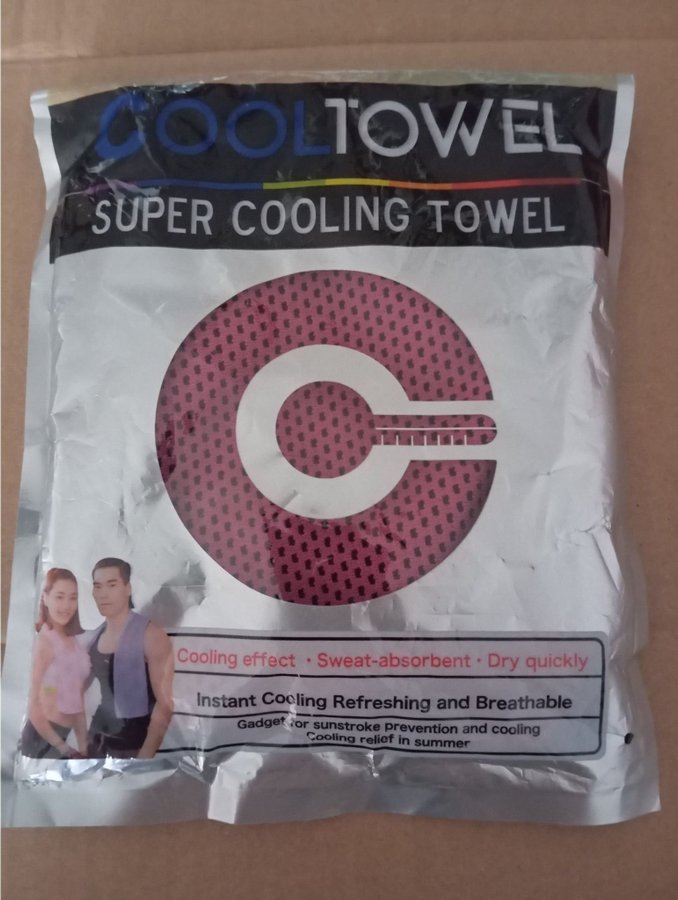 COOLTOWEL
SUPER COOLING TOWEL
Cooling effect · Sweat-absorbent · Dry quickly
Instant Cooling Refreshing and Breathable
Gadget for sunstroke prevention and cooling
Cooling relief in summer